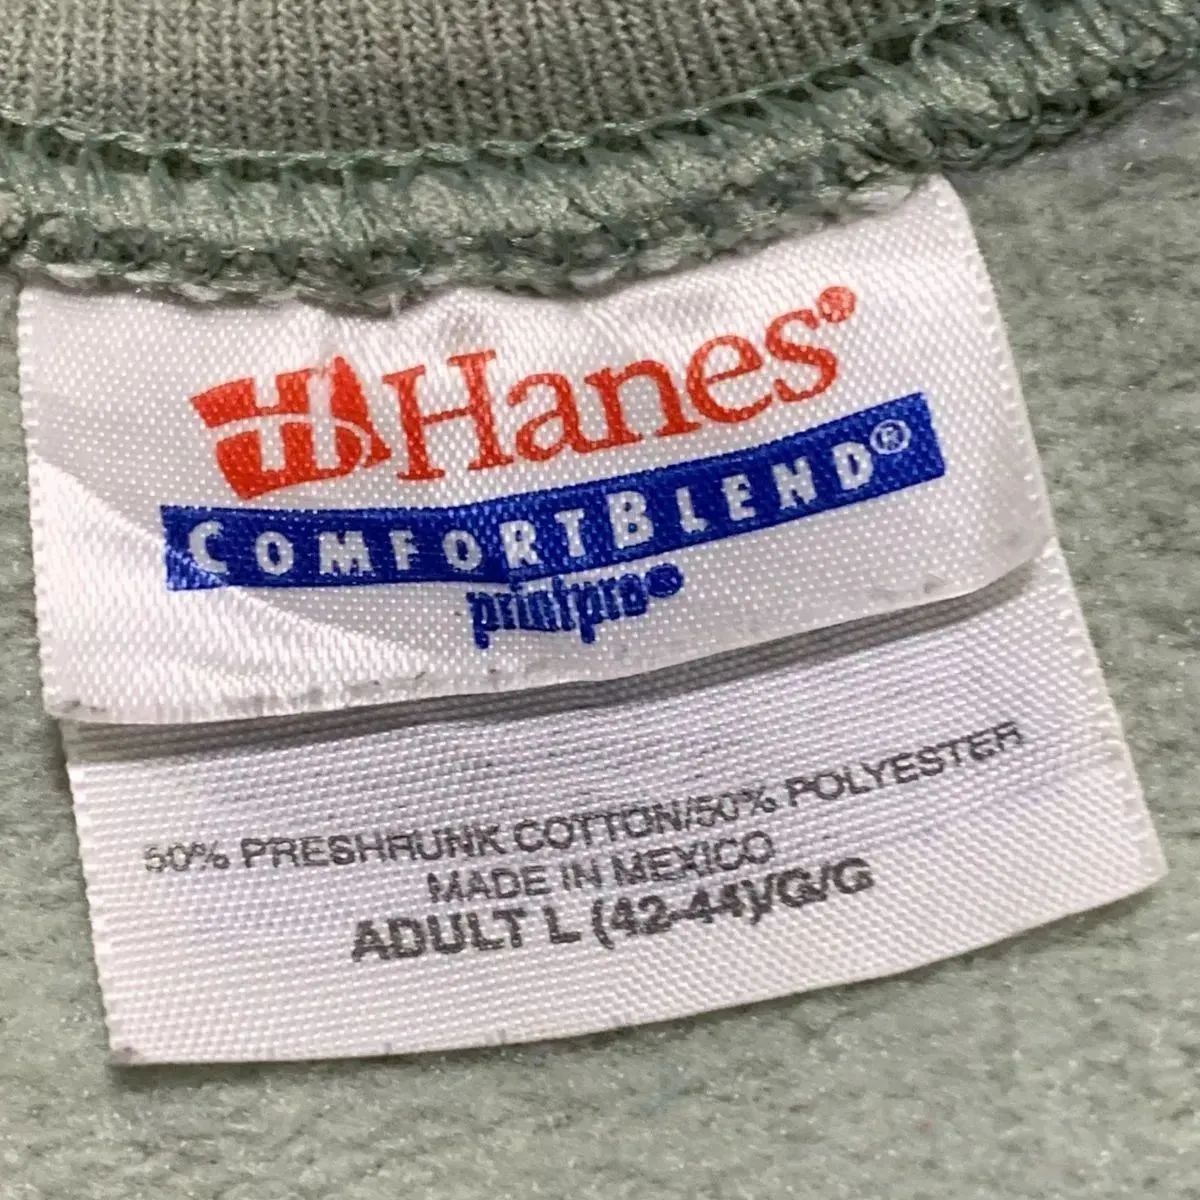 Hanes®
COMFORTBLEND®
printpro®
50% PRESHRUNK COTTON/50% POLYESTER
MADE IN MEXICO
ADULT L (42-44)/G/G